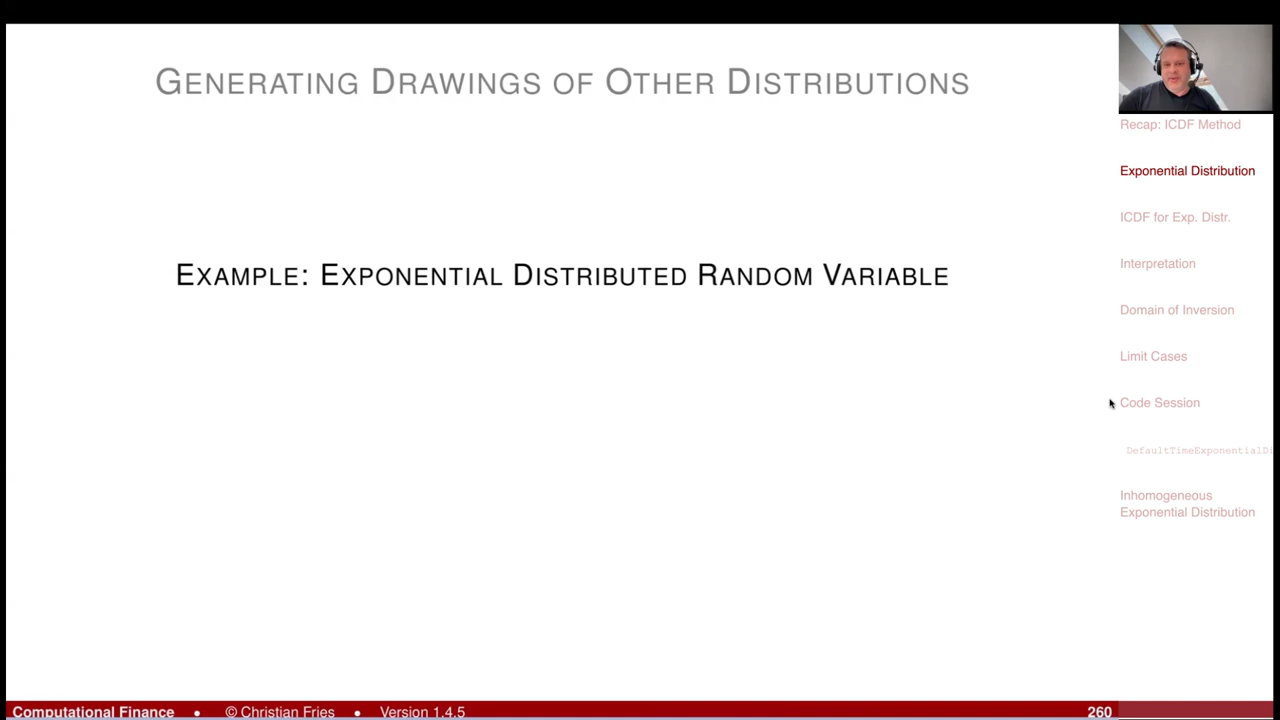 GENERATING DRAWINGS OF OTHER DISTRIBUTIONS
EXAMPLE: EXPONENTIAL DISTRIBUTED RANDOM VARIABLE
Recap: ICDF Method
Exponential Distribution
ICDF for Exp. Distr.
Interpretation
Domain of Inversion
Limit Cases
Code Session
Inhomogeneous
Exponential Distribution
Computational Finance • © Christian Fries • Version 1.4.5 260